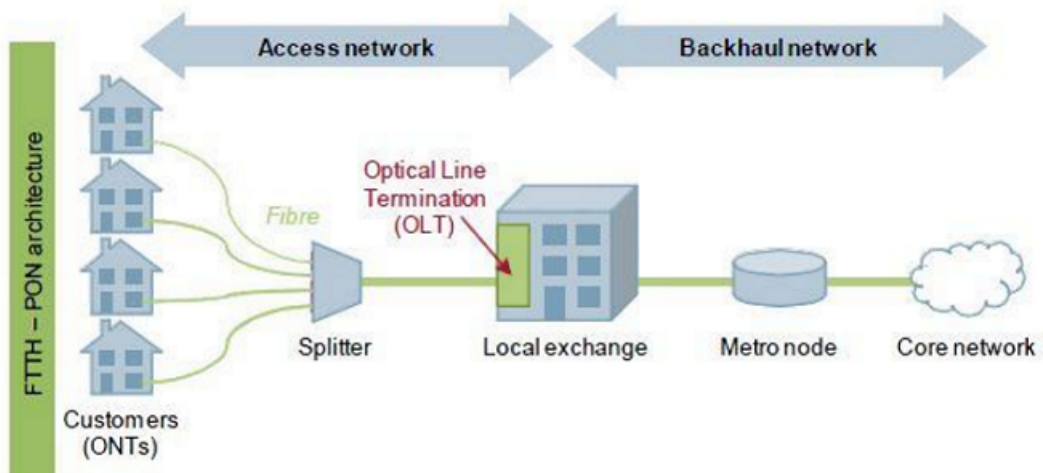 Access network
Backhaul network
FTTH – PON architecture
Optical Line
Termination
(OLT)
Fibre
Splitter
Local exchange
Metro node
Core network
Customers
(ONTs)